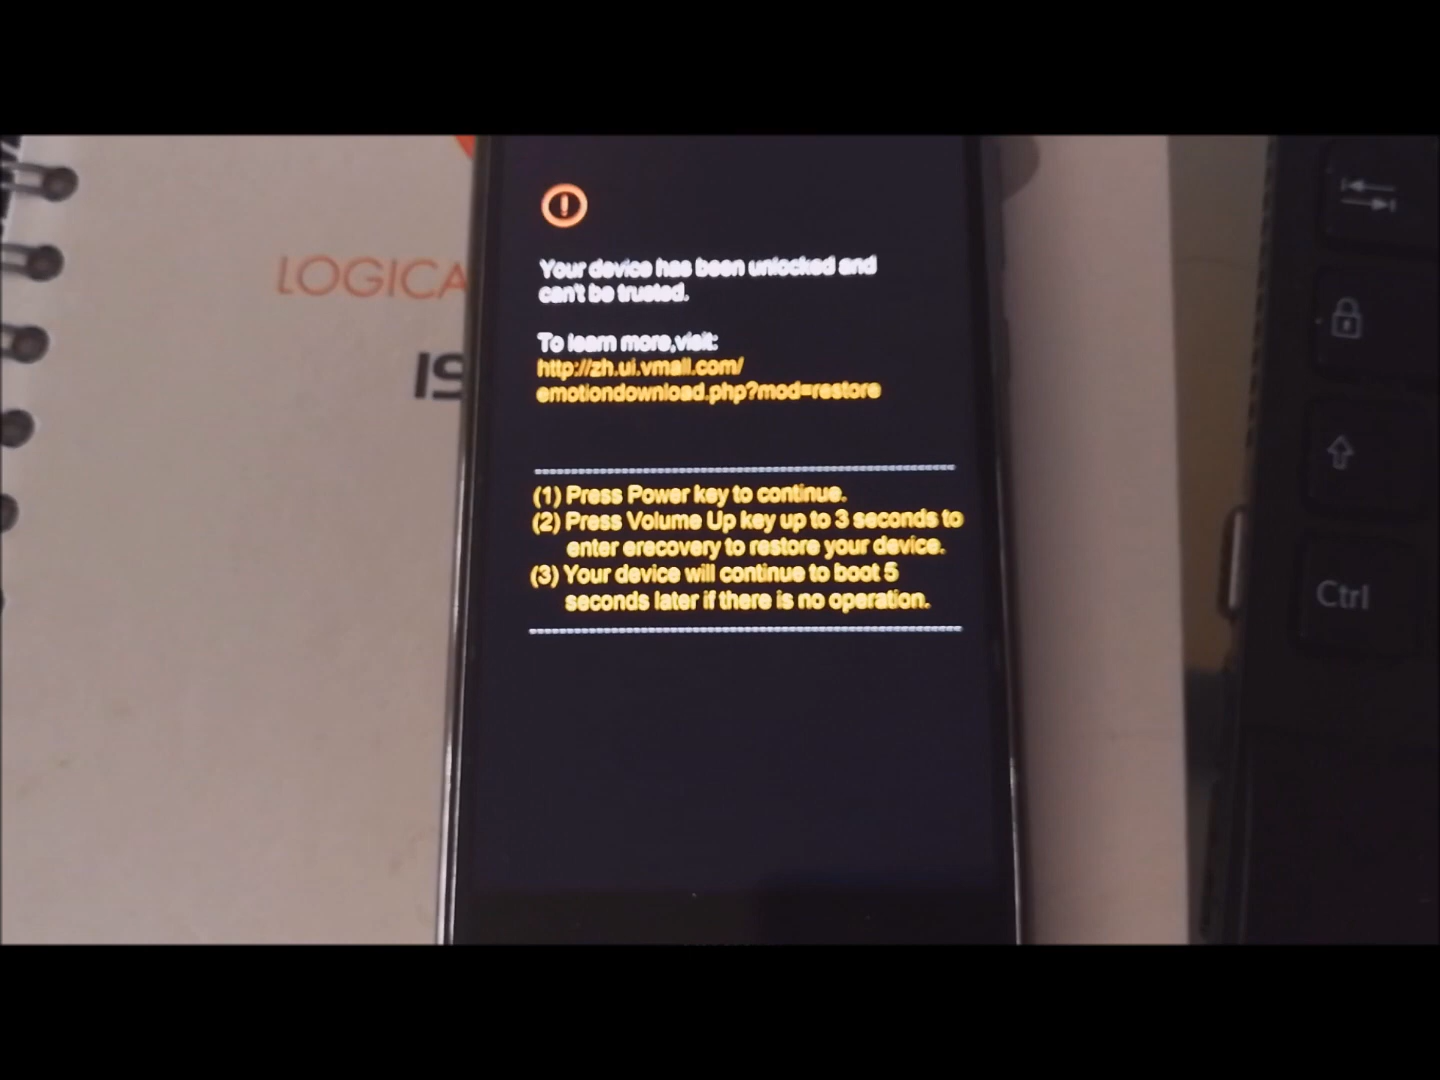 LOGICA
IS
Your device has been unlocked and
can't be trusted.
To learn more,visit:
http://zh.ui.vmall.com/
emotiondownload.php?mod=restore
(1) Press Power key to continue.
(2) Press Volume Up key up to 3 seconds to
enter erecovery to restore your device.
(3) Your device will continue to boot 5
seconds later if there is no operation.
Ctrl